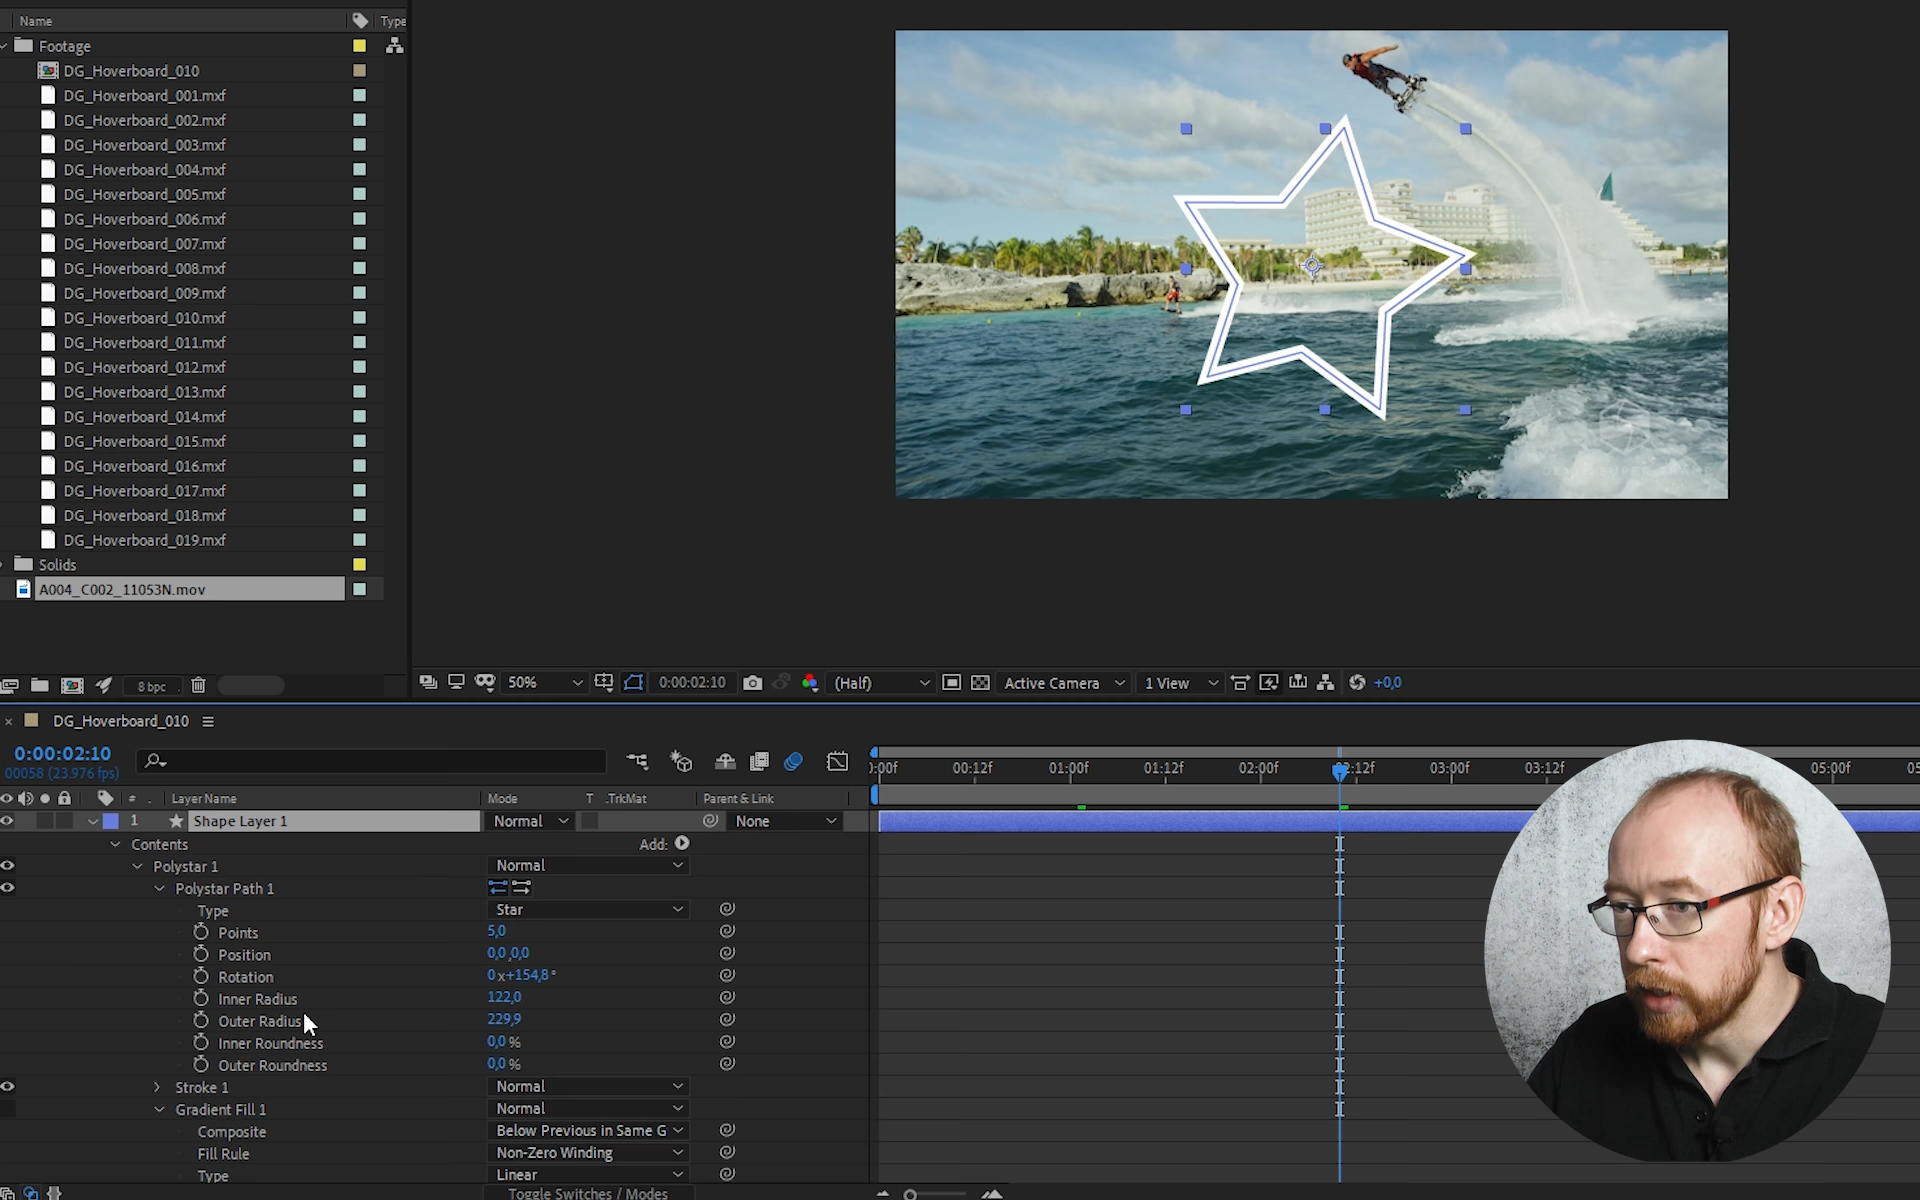 Name Type
Footage
DG_Hoverboard_010
DG_Hoverboard_001.mxf
DG_Hoverboard_002.mxf
DG_Hoverboard_003.mxf
DG_Hoverboard_004.mxf
DG_Hoverboard_005.mxf
DG_Hoverboard_006.mxf
DG_Hoverboard_007.mxf
DG_Hoverboard_008.mxf
DG_Hoverboard_009.mxf
DG_Hoverboard_010.mxf
DG_Hoverboard_011.mxf
DG_Hoverboard_012.mxf
DG_Hoverboard_013.mxf
DG_Hoverboard_014.mxf
DG_Hoverboard_015.mxf
DG_Hoverboard_016.mxf
DG_Hoverboard_017.mxf
DG_Hoverboard_018.mxf
DG_Hoverboard_019.mxf
Solids
A004_C002_11053N.mov
8 bpc
50% 0:00:02:10 (Half) Active Camera 1 View +0,0
DG_Hoverboard_010
0:00:02:10
00058 (23.976 fps)
:00f 00:12f 01:00f 01:12f 02:00f 02:12f 03:00f 03:12f 05:00f 05
# Layer Name Mode T .TrkMat Parent & Link
1 Shape Layer 1 Normal None
Contents Add:
Polystar 1 Normal
Polystar Path 1
Type Star
Points 5,0
Position 0,0,0,0
Rotation 0x+154,8°
Inner Radius 122,0
Outer Radius 229,9
Inner Roundness 0,0%
Outer Roundness 0,0%
Stroke 1 Normal
Gradient Fill 1 Normal
Composite Below Previous in Same G
Fill Rule Non-Zero Winding
Type Linear
Toggle Switches / Modes